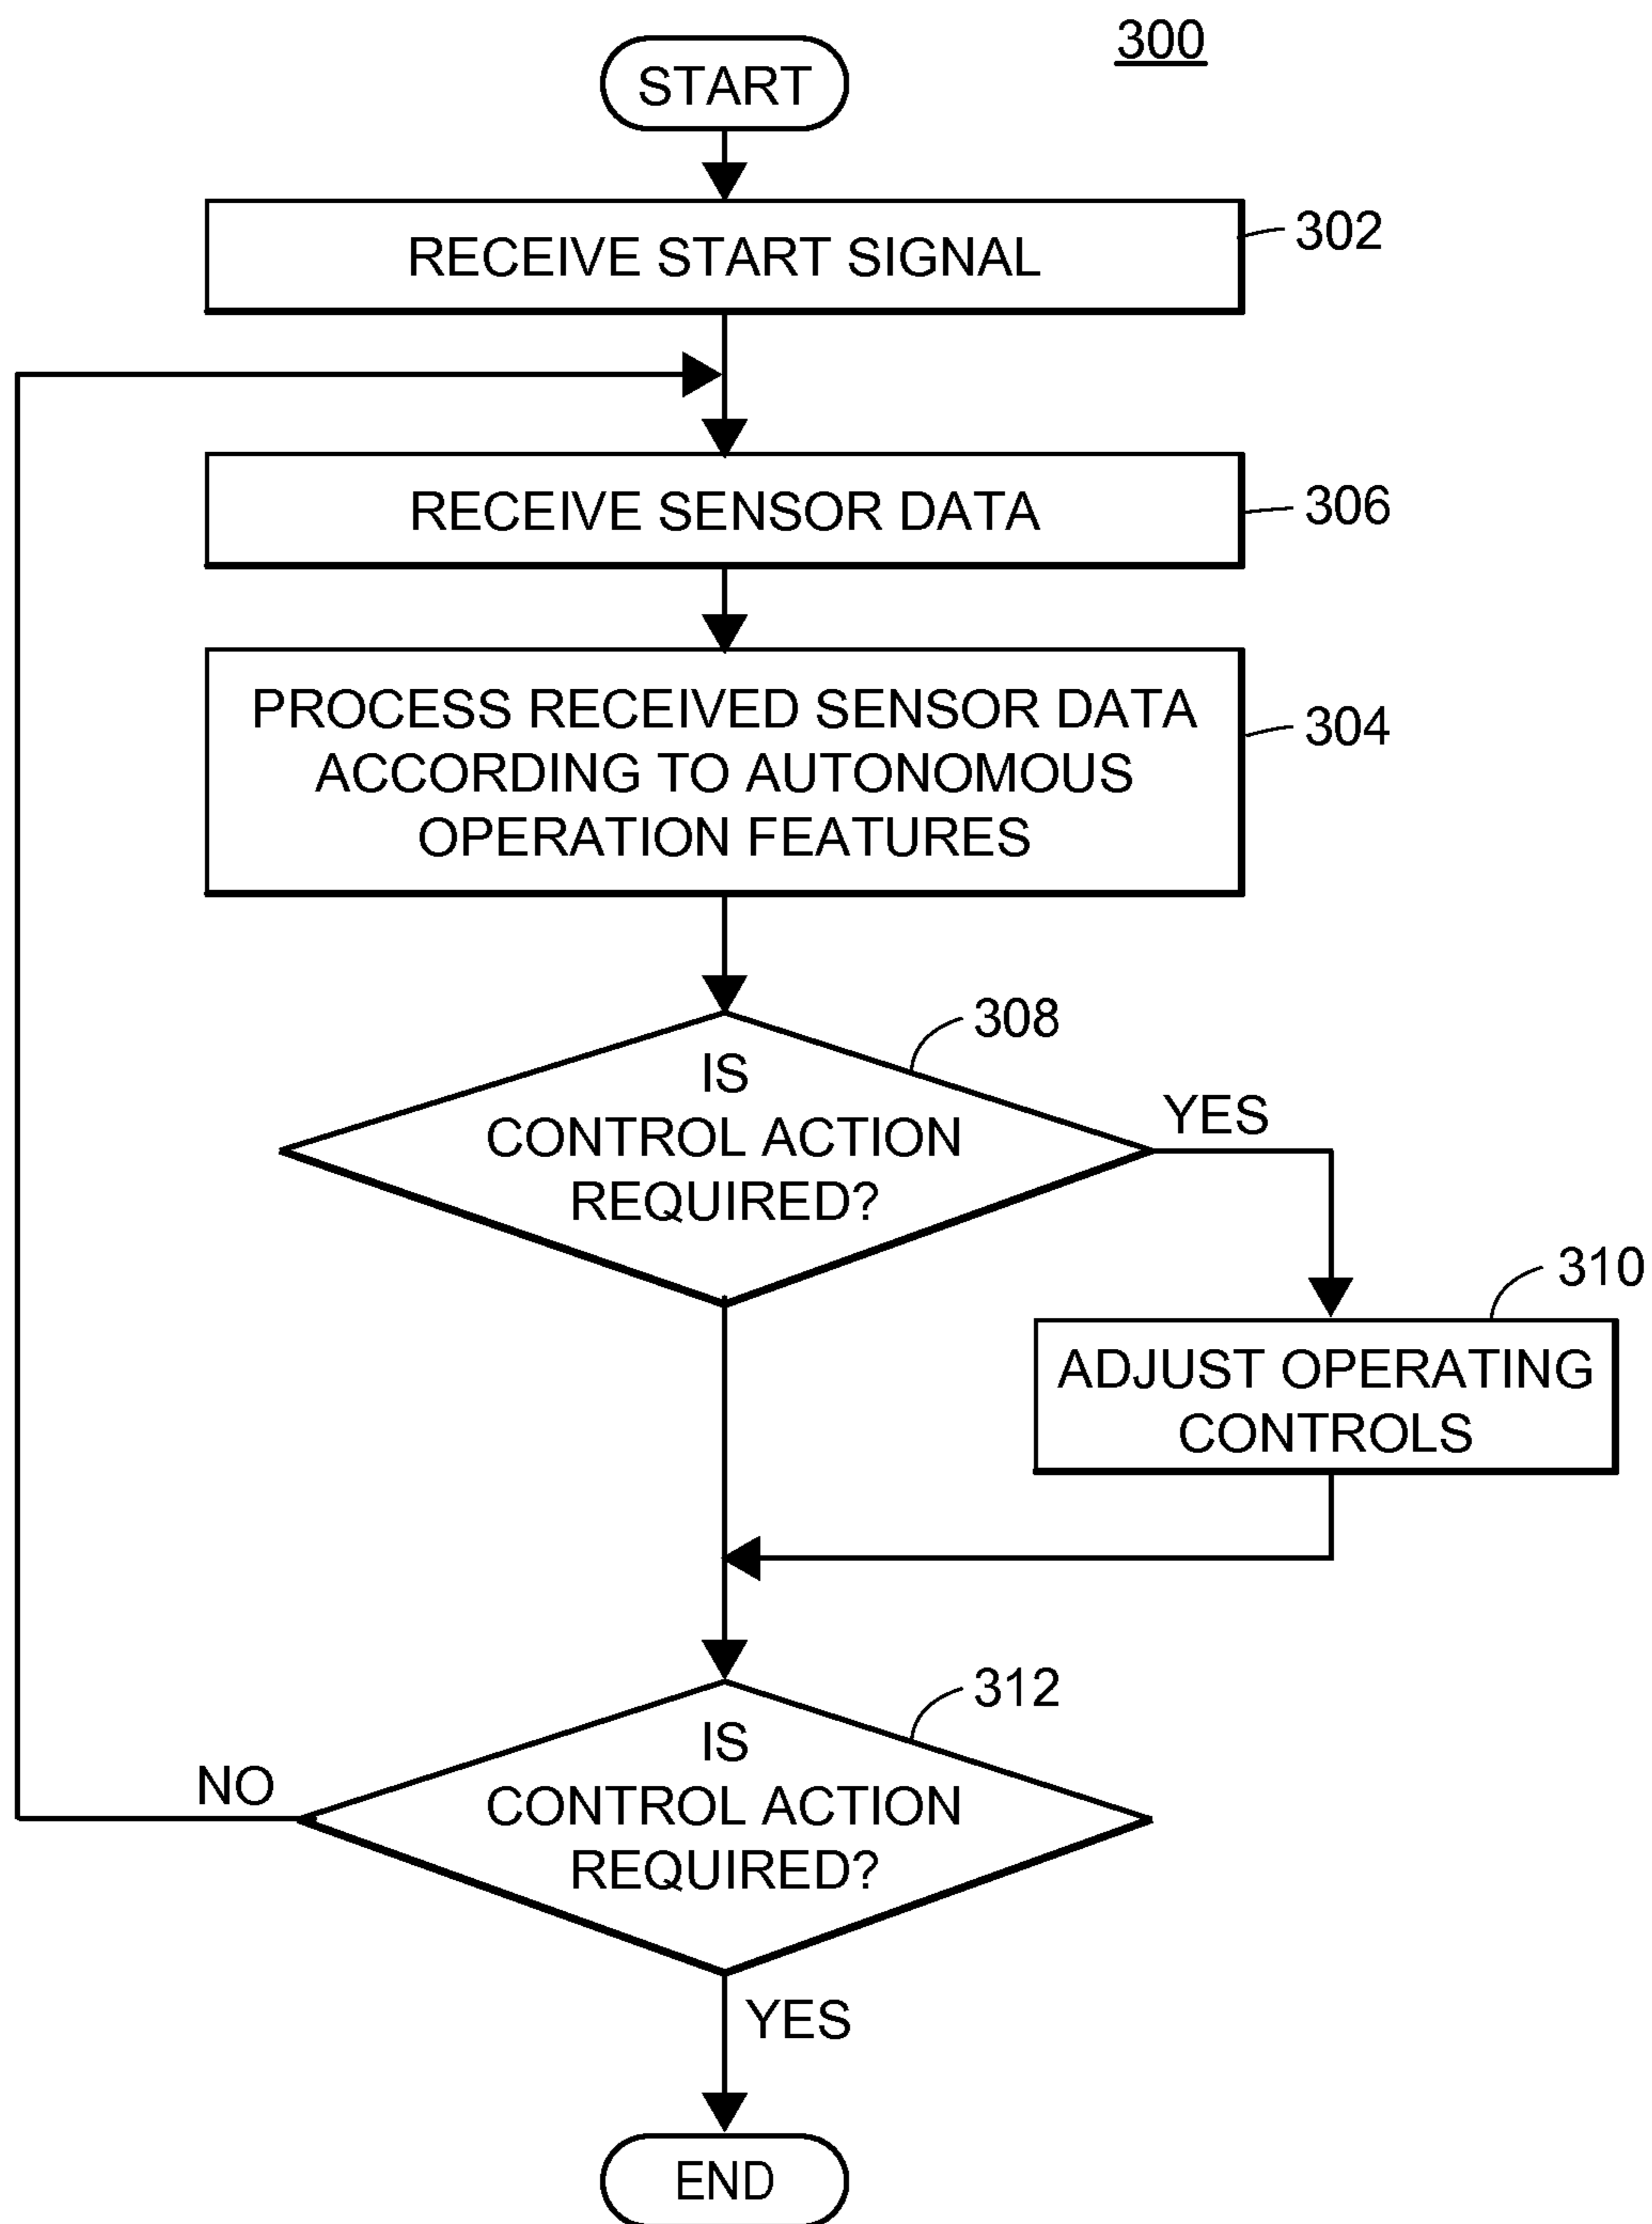 300
START
RECEIVE START SIGNAL
302
RECEIVE SENSOR DATA
306
PROCESS RECEIVED SENSOR DATA
ACCORDING TO AUTONOMOUS
OPERATION FEATURES
304
308
IS
CONTROL ACTION
REQUIRED?
YES
310
ADJUST OPERATING
CONTROLS
312
IS
CONTROL ACTION
REQUIRED?
NO
YES
END